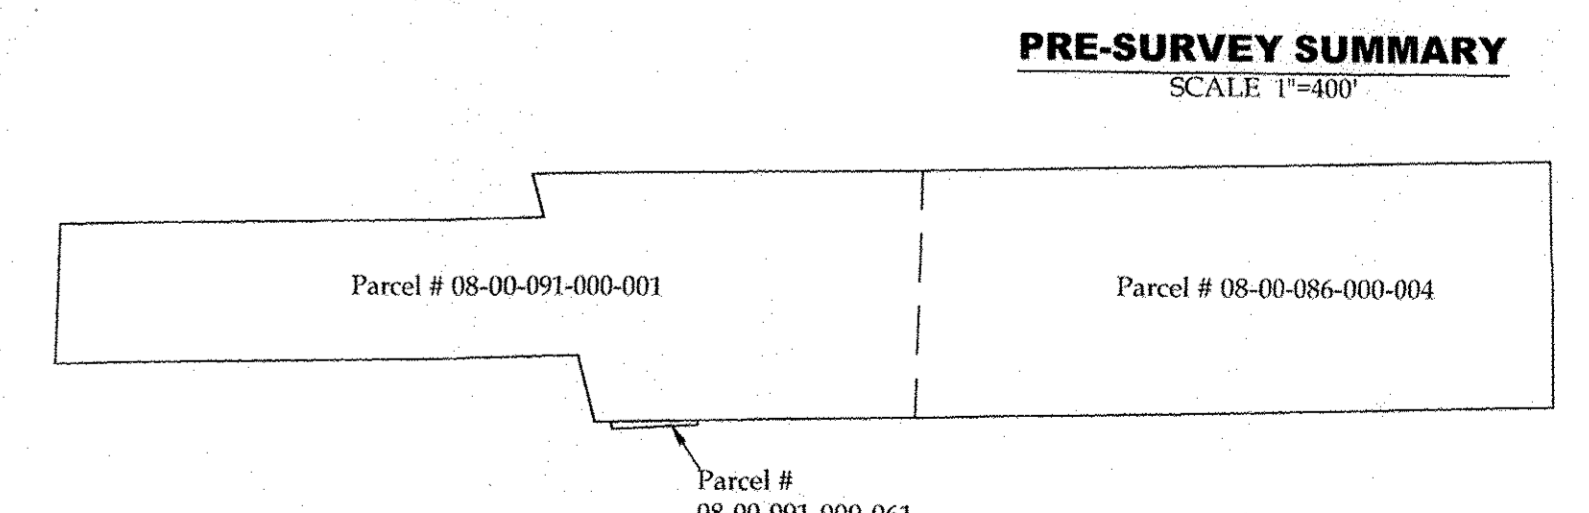 PRE-SURVEY SUMMARY
SCALE 1"=400'
Parcel # 08-00-091-000-001
Parcel # 08-00-086-000-004
Parcel #